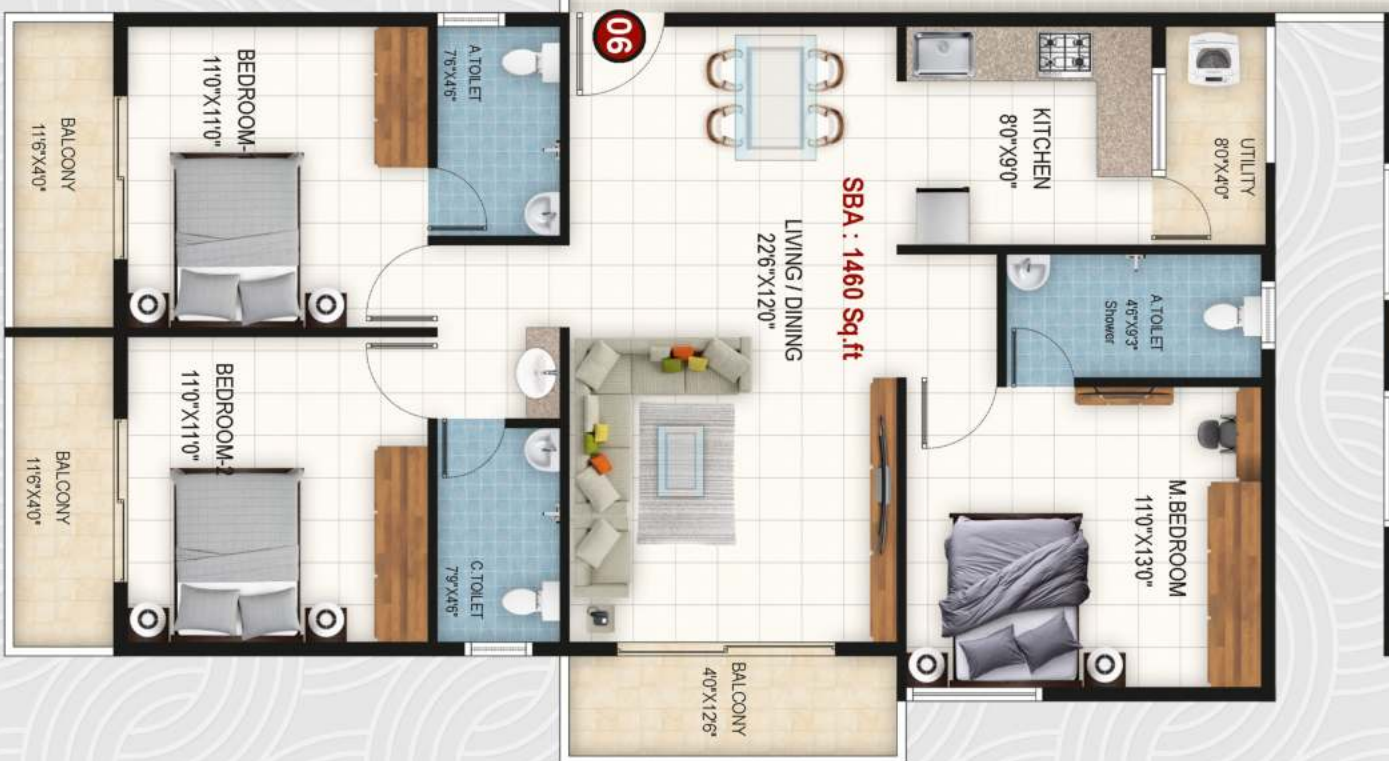 UTILITY
8'0"X4'0"
M.BEDROOM
11'0"X13'0"
A.TOILET
4'6"X9'3"
Shower
KITCHEN
8'0"X9'0"
SBA : 1460 Sq.ft
LIVING / DINING
22'6"X12'0"
BALCONY
4'0"X12'6"
06
A.TOILET
7'6"X4'6"
C.TOILET
7'9"X4'6"
BEDROOM-
11'0"X11'0"
BEDROOM-2
11'0"X11'0"
BALCONY
11'6"X4'0"
BALCONY
11'6"X4'0"